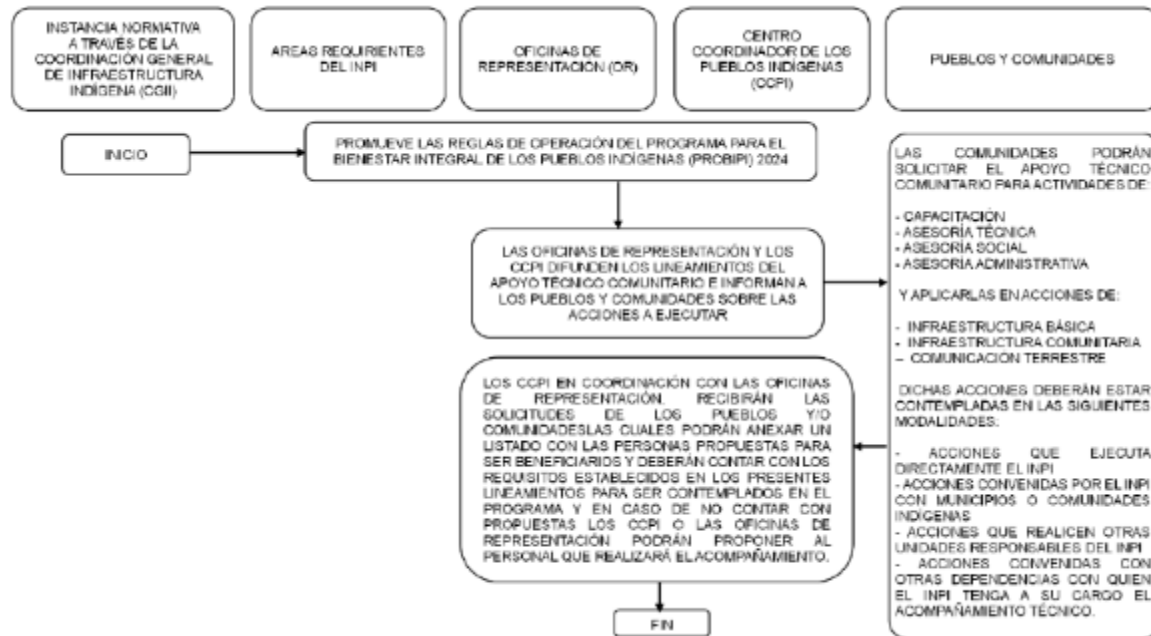 INSTANCIA NORMATIVA
A TRAVÉS DE LA
COORDINACIÓN GENERAL
DE INFRAESTRUCTURA
INDÍGENA (CGII)
AREAS REQUIRIENTES
DEL INPI
OFICINAS DE
REPRESENTACIÓN (OR)
CENTRO
COORDINADOR DE LOS
PUEBLOS INDÍGENAS
(CCPI)
PUEBLOS Y COMUNIDADES
INICIO
PROMUEVE LAS REGLAS DE OPERACIÓN DEL PROGRAMA PARA EL
BIENESTAR INTEGRAL DE LOS PUEBLOS INDÍGENAS (PROBIPI) 2024
LAS OFICINAS DE REPRESENTACIÓN Y LOS
CCPI DIFUNDEN LOS LINEAMIENTOS DEL
APOYO TÉCNICO COMUNITARIO E INFORMAN A
LOS PUEBLOS Y COMUNIDADES SOBRE LAS
ACCIONES A EJECUTAR
LAS COMUNIDADES PODRÁN
SOLICITAR EL APOYO TÉCNICO
COMUNITARIO PARA ACTIVIDADES DE:
- CAPACITACIÓN
- ASESORÍA TÉCNICA
- ASESORÍA SOCIAL
- ASESORÍA ADMINISTRATIVA
Y APLICARLAS EN ACCIONES DE:
- INFRAESTRUCTURA BÁSICA
- INFRAESTRUCTURA COMUNITARIA
– COMUNICACIÓN TERRESTRE
DICHAS ACCIONES DEBERÁN ESTAR
CONTEMPLADAS EN LAS SIGUIENTES
MODALIDADES:
- ACCIONES QUE EJECUTA
DIRECTAMENTE EL INPI
- ACCIONES CONVENIDAS POR EL INPI
CON MUNICIPIOS O COMUNIDADES
INDÍGENAS
- ACCIONES QUE REALICEN OTRAS
UNIDADES RESPONSABLES DEL INPI
- ACCIONES CONVENIDAS CON
OTRAS DEPENDENCIAS CON QUIEN
EL INPI TENGA A SU CARGO EL
ACOMPAÑAMIENTO TÉCNICO.
LOS CCPI EN COORDINACIÓN CON LAS OFICINAS
DE REPRESENTACIÓN, RECIBIRÁN LAS
SOLICITUDES DE LOS PUEBLOS Y/O
COMUNIDADESLAS CUALES PODRÁN ANEXAR UN
LISTADO CON LAS PERSONAS PROPUESTAS PARA
SER BENEFICIARIOS Y DEBERÁN CONTAR CON LOS
REQUISITOS ESTABLECIDOS EN LOS PRESENTES
LINEAMIENTOS PARA SER CONTEMPLADOS EN EL
PROGRAMA Y EN CASO DE NO CONTAR CON
PROPUESTAS LOS CCPI O LAS OFICINAS DE
REPRESENTACIÓN PODRÁN PROPONER AL
PERSONAL QUE REALIZARÁ EL ACOMPAÑAMIENTO.
FIN